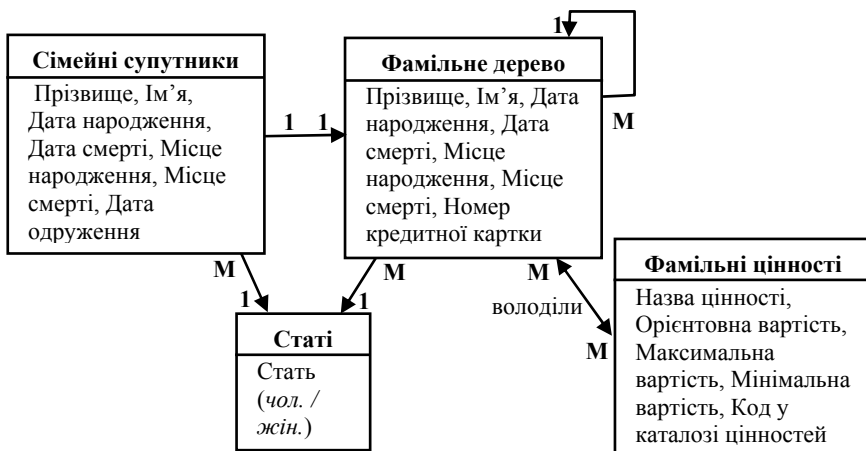 Сімейні супутники
Прізвище, Ім’я,
Дата народження,
Дата смерті, Місце
народження, Місце
смерті, Дата
одруження
1 1
Фамільне дерево
Прізвище, Ім’я, Дата
народження, Дата
смерті, Місце
народження, Місце
смерті, Номер
кредитної картки
1
М
М
1
М
1
М
володіли
М
Статі
Стать
(чол. /
жін.)
Фамільні цінності
Назва цінності,
Орієнтовна вартість,
Максимальна
вартість, Мінімальна
вартість, Код у
каталозі цінностей